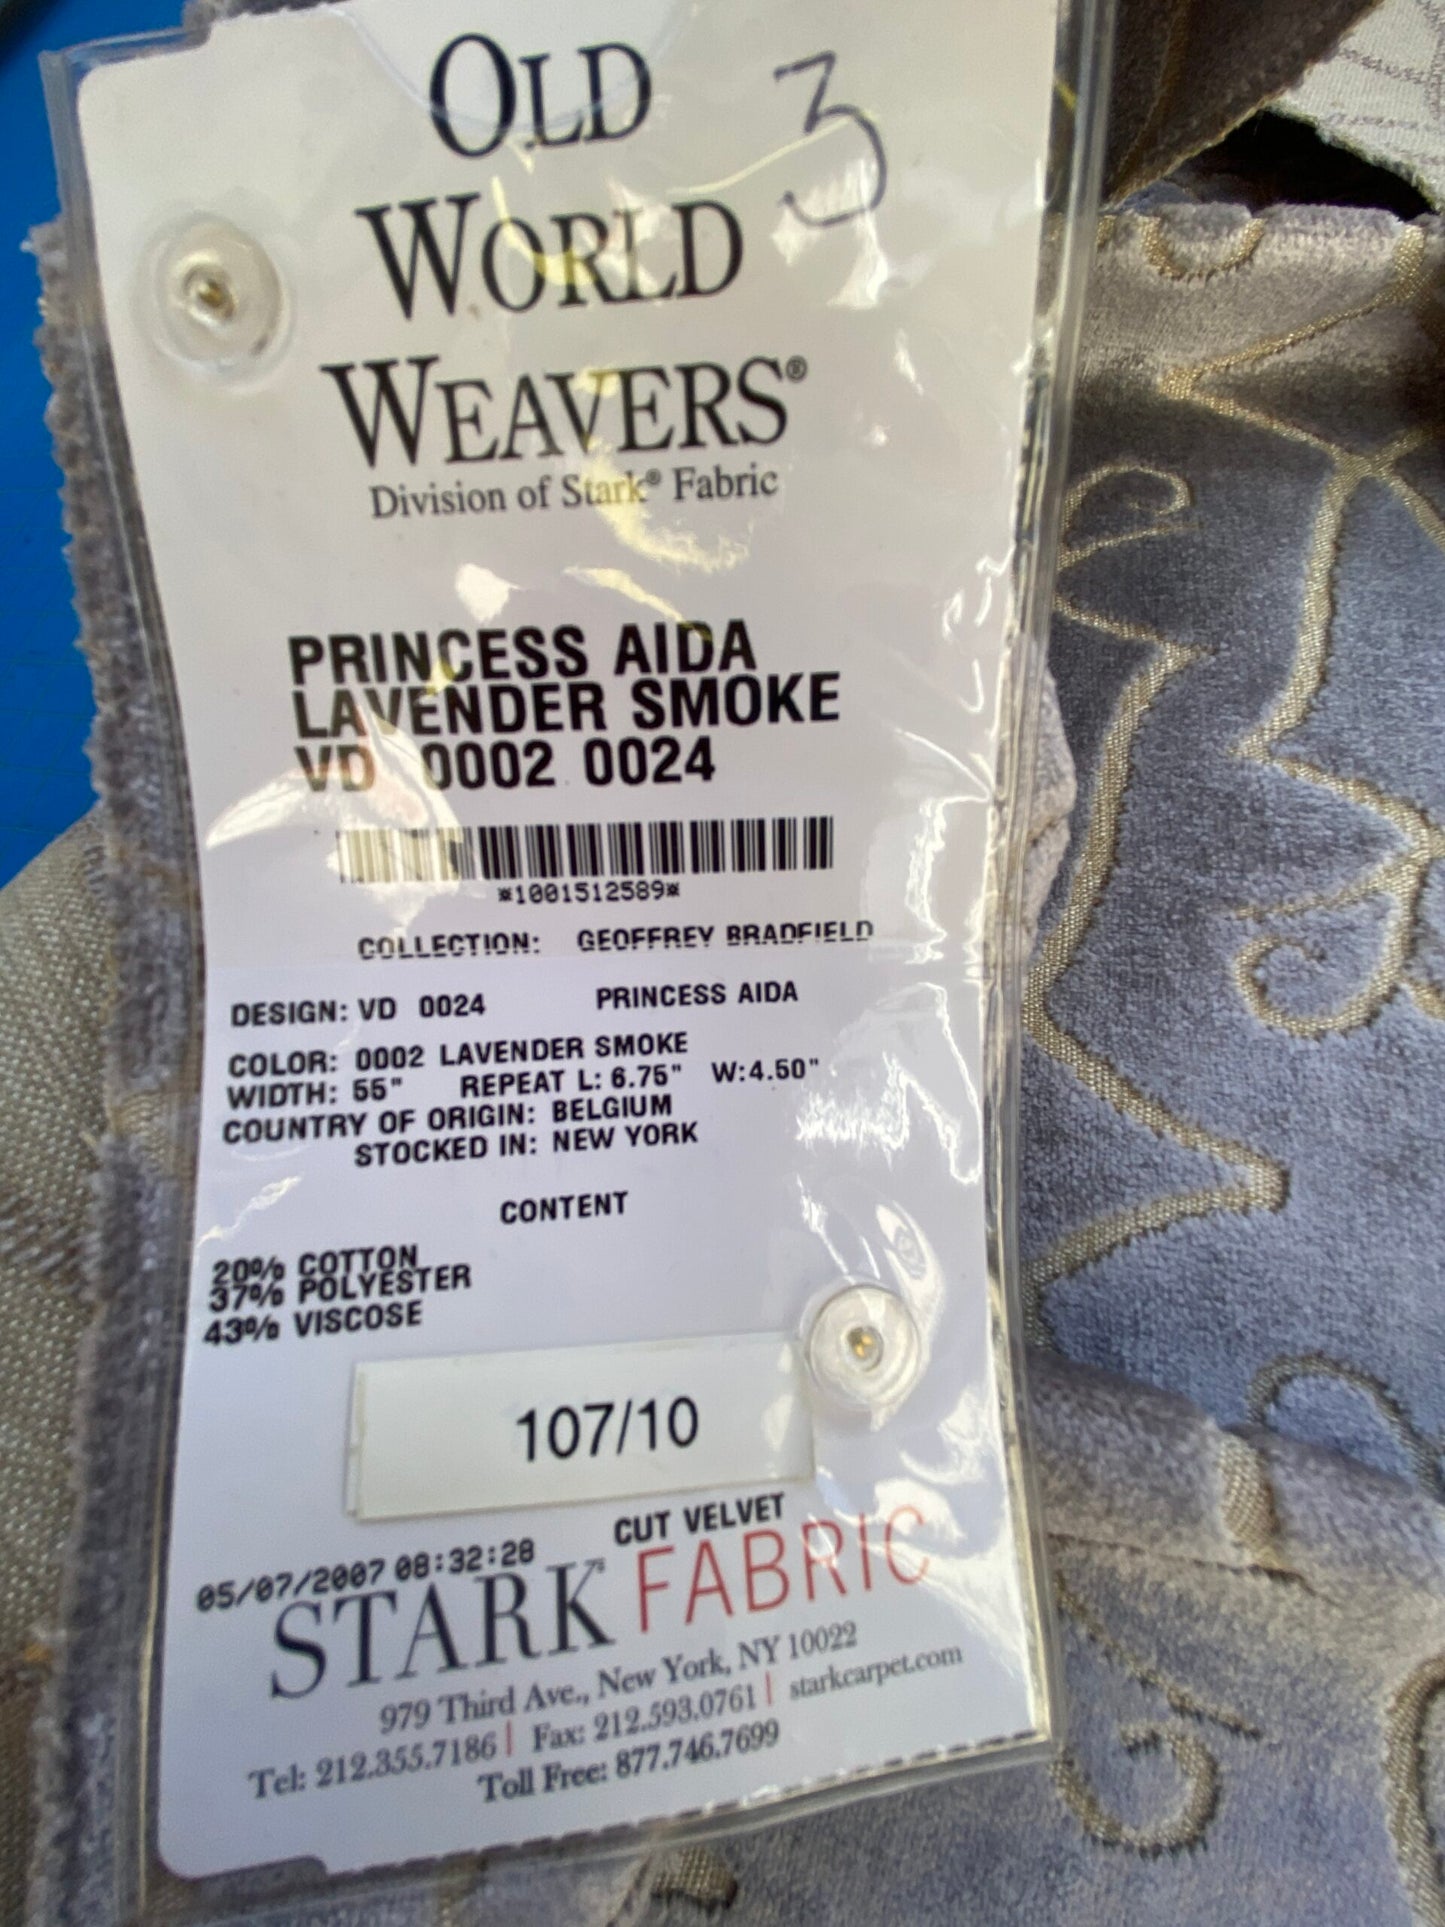 3
OLD
WORLD
WEAVERS®
Division of Stark® Fabric
PRINCESS AIDA
LAVENDER SMOKE
VD 0002 0024
*1001512589*
COLLECTION: GEOFFREY BRADFIELD
DESIGN: VD 0024 PRINCESS AIDA
COLOR: 0002 LAVENDER SMOKE
WIDTH: 55" REPEAT L: 6.75" W:4.50"
COUNTRY OF ORIGIN: BELGIUM
STOCKED IN: NEW YORK
CONTENT
20% COTTON
37% POLYESTER
43% VISCOSE
107/10
CUT VELVET
05/07/2007 08:32:28
STARK FABRIC
979 Third Ave., New York, NY 10022
Tel: 212.355.7186 | Fax: 212.593.0761 | starkcarpet.com
Toll Free: 877.746.7699